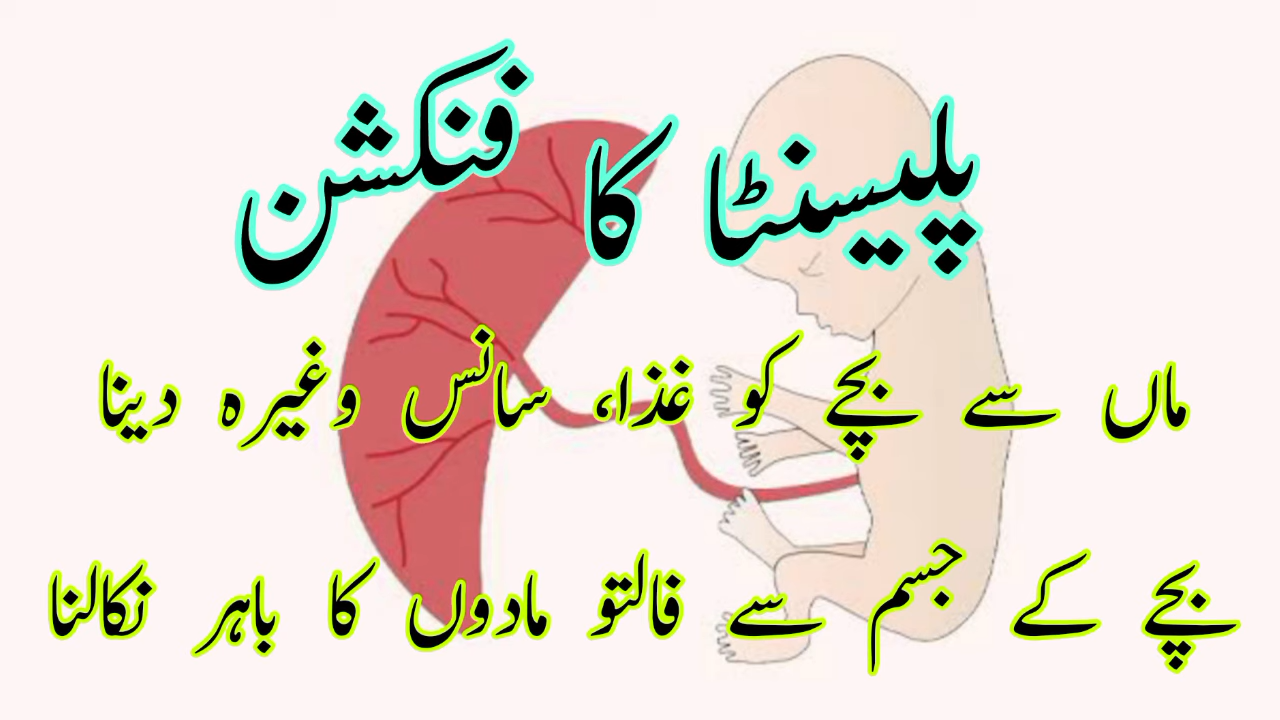 پلیسنٹا کا فنکشن
ماں سے بچے کو غذا، سانس وغیرہ دینا
بچے کے جسم سے فالتو مادوں کا باہر نکالنا